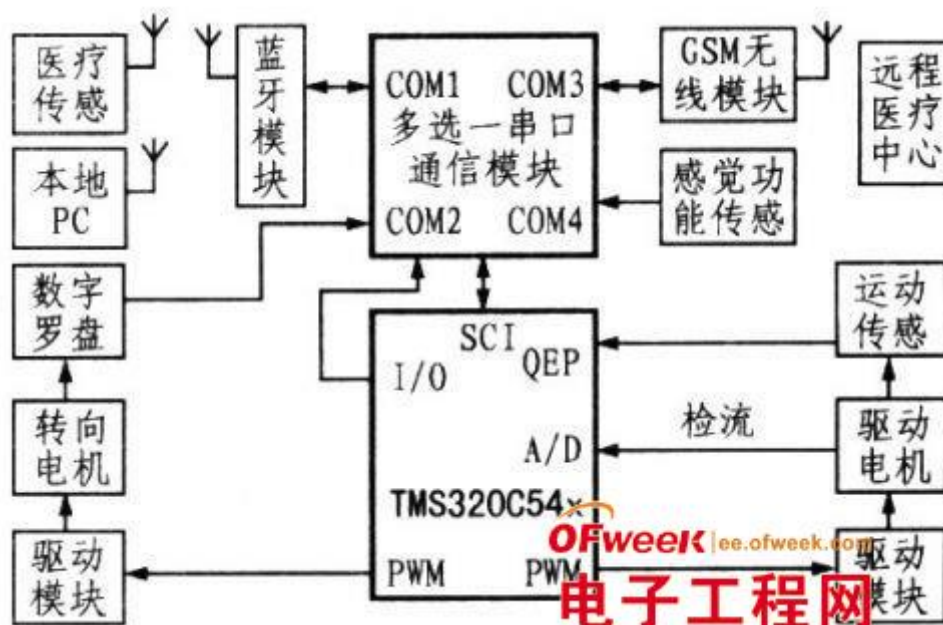 医疗
传感
蓝
牙
模
块
COM1
COM3
多选一串口
通信模块
COM2
COM4
GSM无
线模块
远程
医疗
中心
本地
PC
感觉功
能传感
数字
罗盘
SCI
I/O
QEP
运动
传感
转向
电机
检流
A/D
驱动
电机
TMS320C54x
OFweek | ee.ofweek.com
驱动
模块
PWM
PWM
驱动
模块
电子工程网